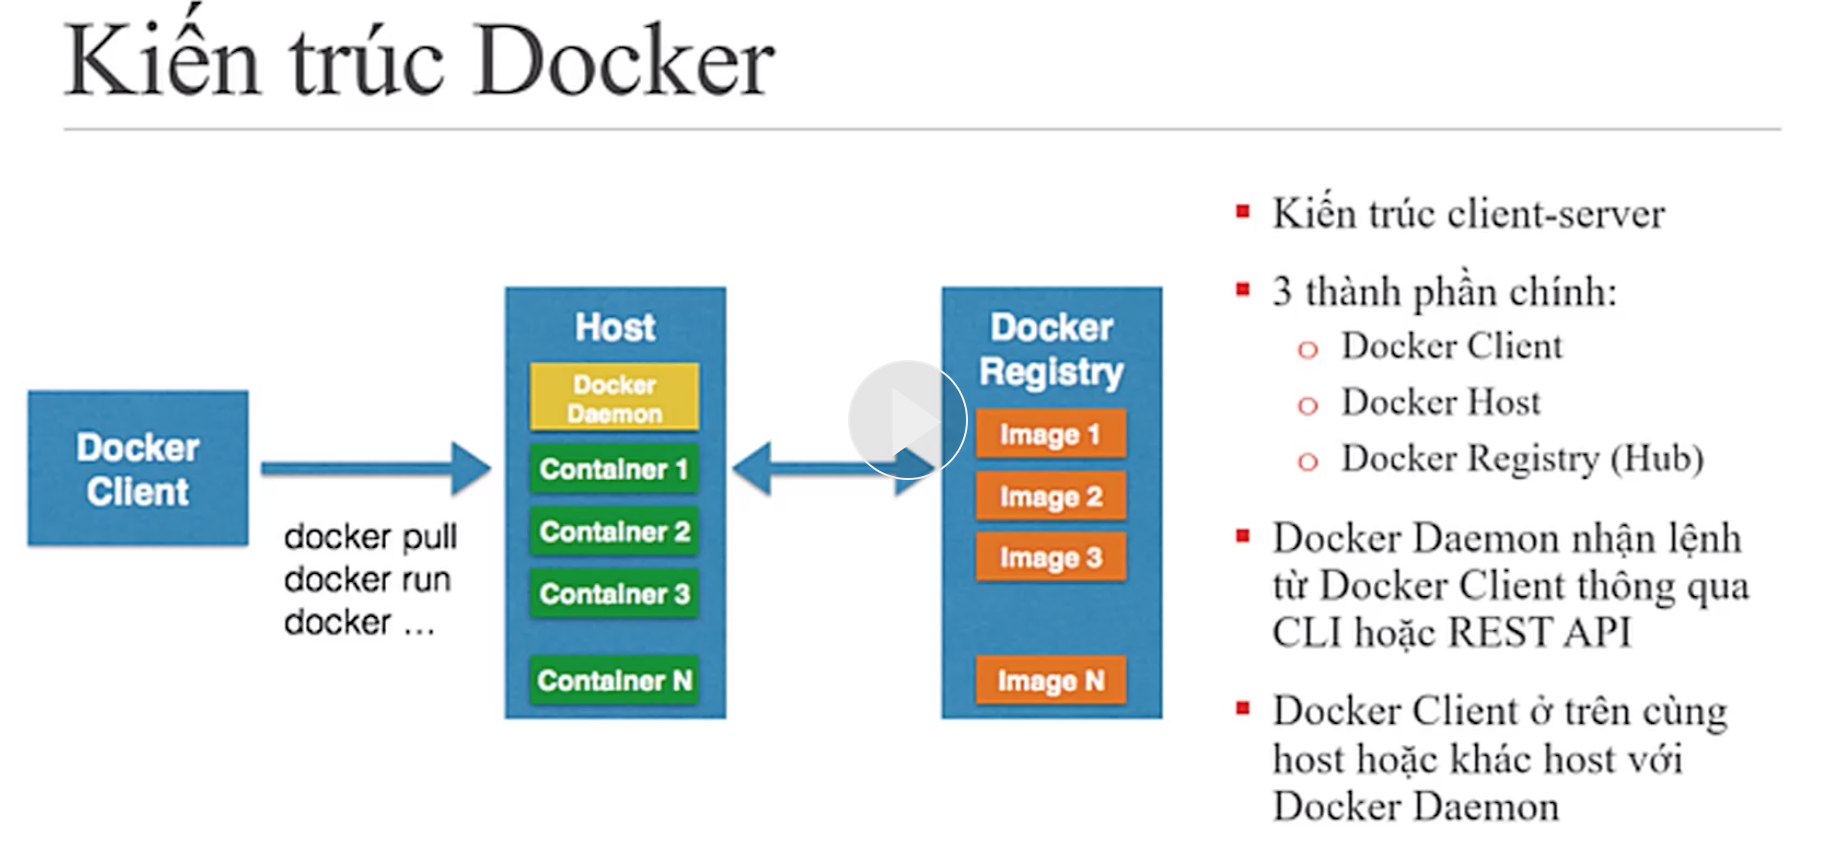 Kiến trúc Docker
Docker
Client
docker pull
docker run
docker ...
Host
Docker
Daemon
Container 1
Container 2
Container 3
Container N
Docker
Registry
Image 1
Image 2
Image 3
Image N
Kiến trúc client-server
3 thành phần chính:
Docker Client
Docker Host
Docker Registry (Hub)
Docker Daemon nhận lệnh
từ Docker Client thông qua
CLI hoặc REST API
Docker Client ở trên cùng
host hoặc khác host với
Docker Daemon